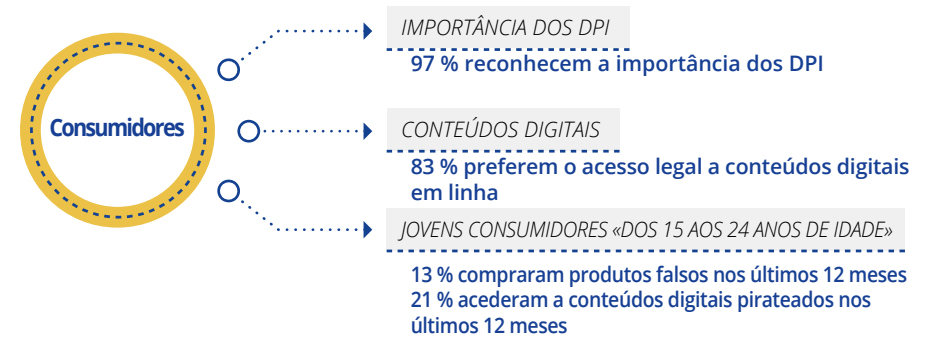 Consumidores
IMPORTÂNCIA DOS DPI
97 % reconhecem a importância dos DPI
CONTEÚDOS DIGITAIS
83 % preferem o acesso legal a conteúdos digitais
em linha
JOVENS CONSUMIDORES «DOS 15 AOS 24 ANOS DE IDADE»
13 % compraram produtos falsos nos últimos 12 meses
21 % acederam a conteúdos digitais pirateados nos
últimos 12 meses